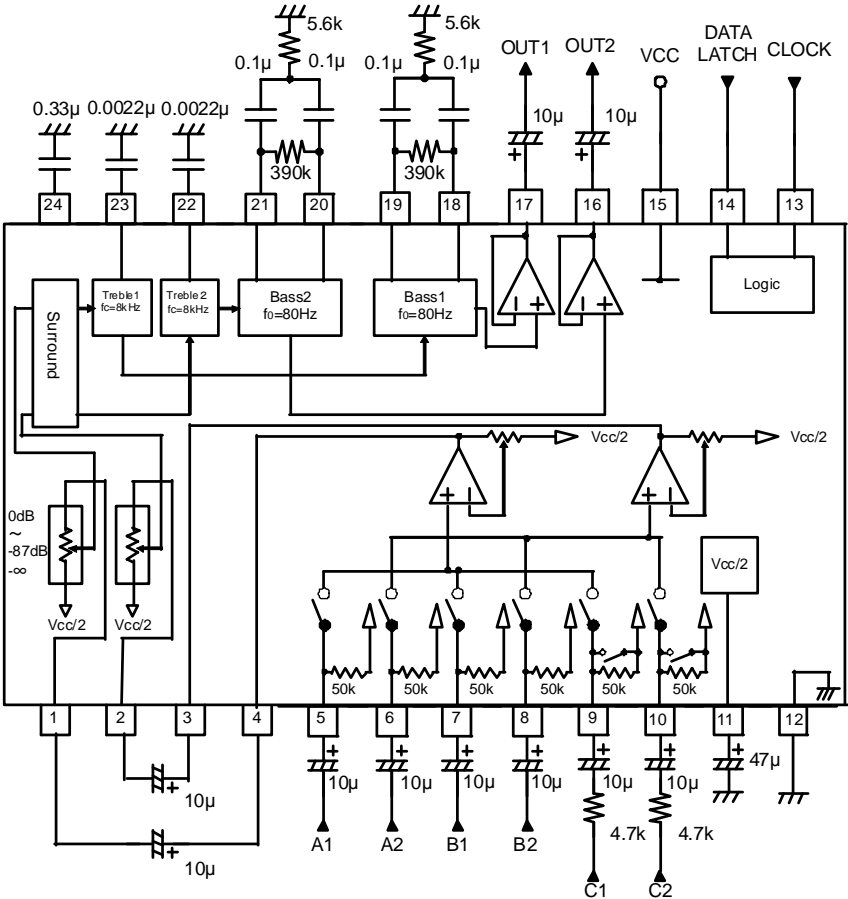 5.6k
5.6k
0.1µ 0.1µ 0.1µ 0.1µ
OUT1 OUT2 VCC DATA LATCH CLOCK
0.33µ 0.0022µ 0.0022µ
10µ 10µ
390k 390k
24 23 22 21 20 19 18 17 16 15 14 13
Surround
Treble1
fc=8kHz
Treble2
fc=8kHz
Bass2
f0=80Hz
Bass1
f0=80Hz
Logic
Vcc/2 Vcc/2
0dB
~
-87dB
-∞
Vcc/2 Vcc/2
Vcc/2
50k 50k 50k 50k 50k 50k
1 2 3 4 5 6 7 8 9 10 11 12
10µ 10µ 10µ 10µ 10µ 10µ 47µ
10µ
10µ
4.7k 4.7k
A1 A2 B1 B2
C1 C2